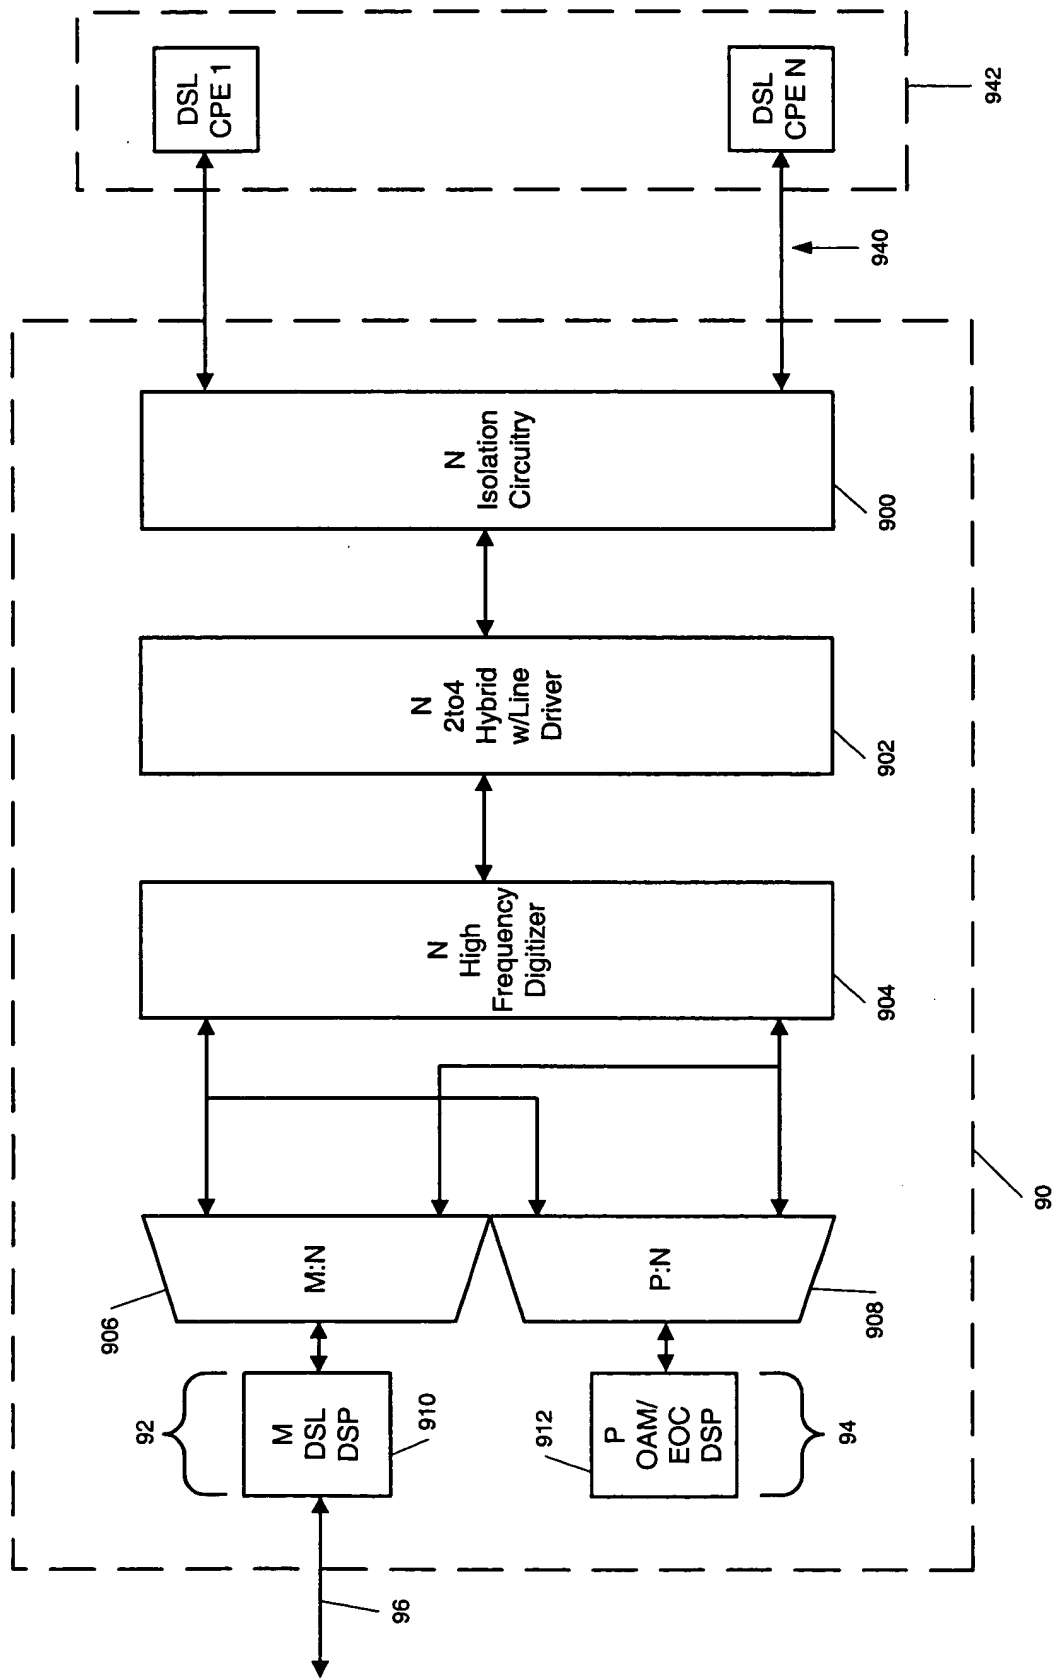 DSL
CPE 1
DSL
CPE N
942
940
N
Isolation
Circuitry
900
N
2to4
Hybrid
w/Line
Driver
902
N
High
Frequency
Digitizer
904
90
M:N
906
P:N
908
92
M
DSL
DSP
910
912
P
OAM/
EOC
DSP
94
96